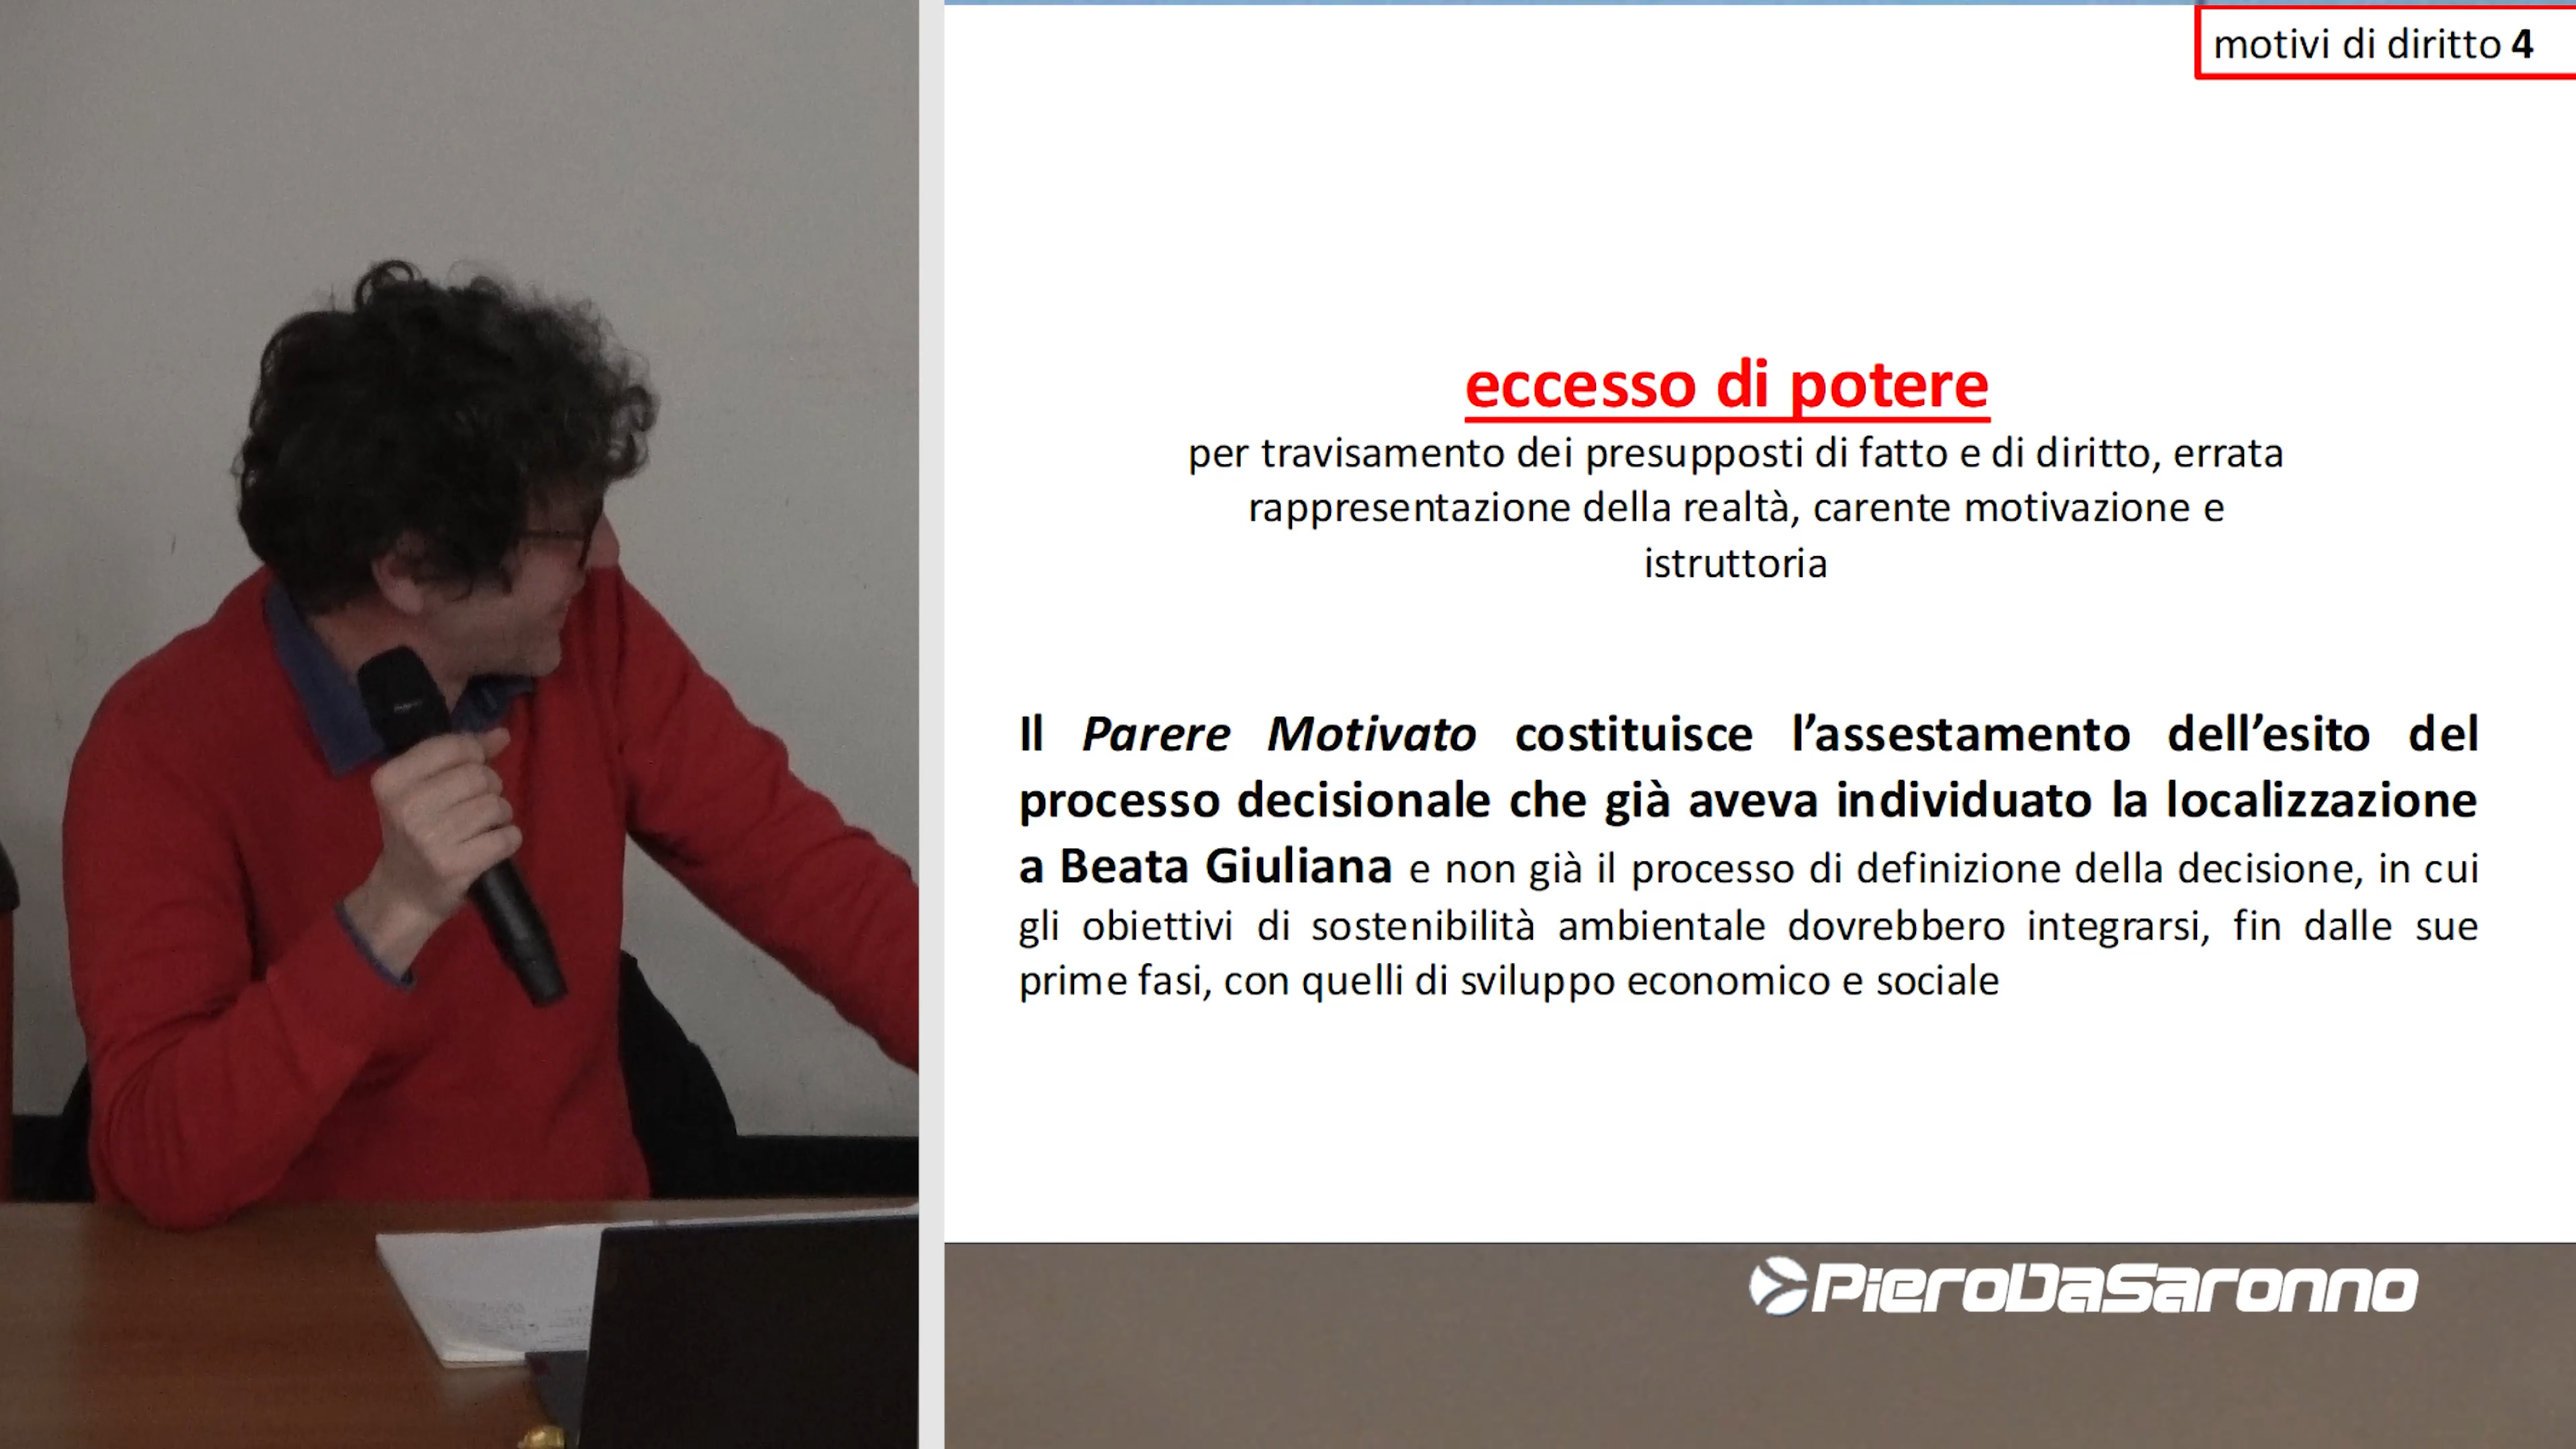 motivi di diritto 4
eccesso di potere
per travisamento dei presupposti di fatto e di diritto, errata
rappresentazione della realtà, carente motivazione e
istruttoria
Il Parere Motivato costituisce l’assestamento dell’esito del
processo decisionale che già aveva individuato la localizzazione
a Beata Giuliana e non già il processo di definizione della decisione, in cui
gli obiettivi di sostenibilità ambientale dovrebbero integrarsi, fin dalle sue
prime fasi, con quelli di sviluppo economico e sociale
PieroDaSaronno